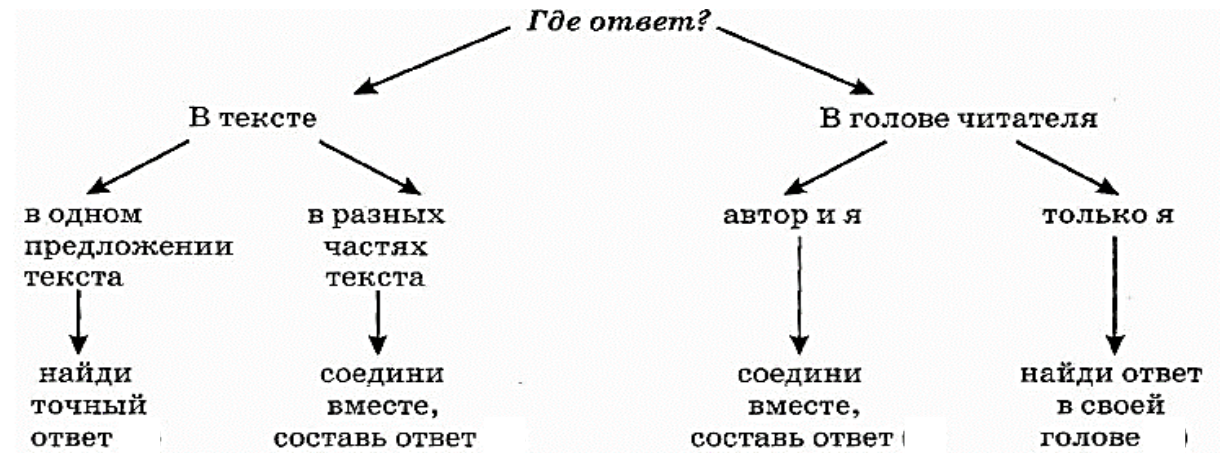 Где ответ?
В тексте
В голове читателя
в одном
предложении
текста
в разных
частях
текста
автор и я
только я
найди
точный
ответ
соедини
вместе,
составь ответ
соедини
вместе,
составь ответ (
найди ответ
в своей
голове )